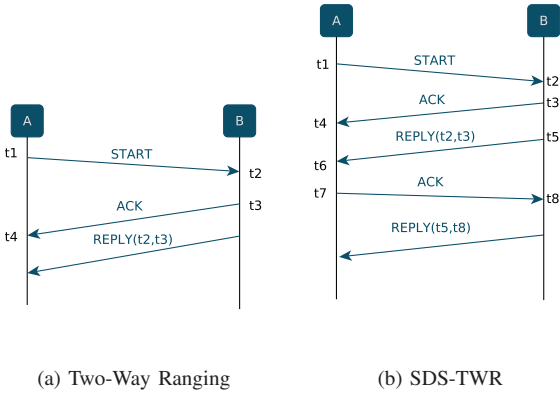 A
B
t1
START
t2
ACK
t3
t4
REPLY(t2,t3)
(a) Two-Way Ranging
A
B
t1
START
t2
ACK
t3
t4
REPLY(t2,t3)
t5
t6
t7
ACK
t8
REPLY(t5,t8)
(b) SDS-TWR